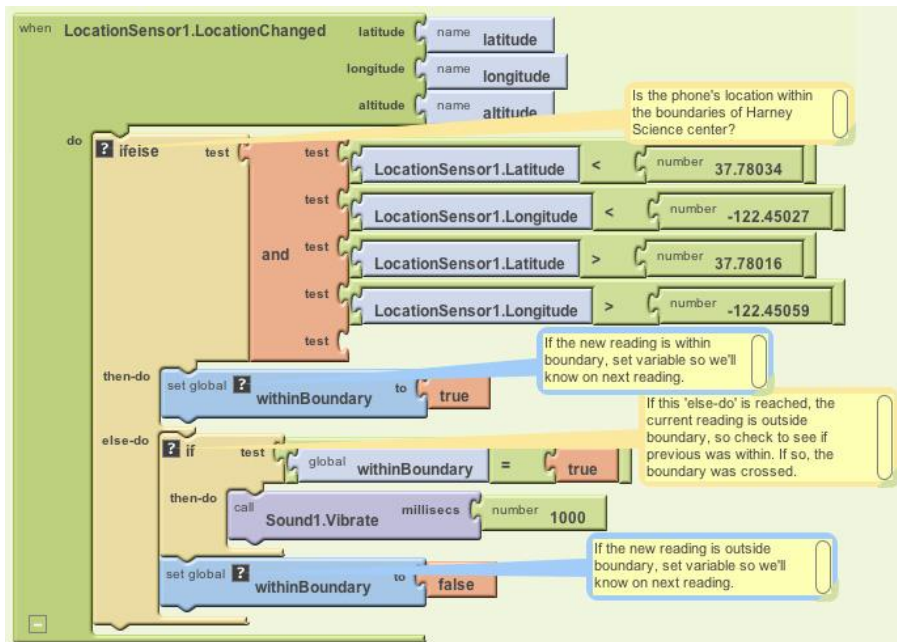 when LocationSensor1.LocationChanged latitude name latitude
longitude name longitude
altitude name altitude
Is the phone's location within
the boundaries of Harney
Science center?
do ? ifelse test test LocationSensor1.Latitude < number 37.78034
test LocationSensor1.Longitude < number -122.45027
and test LocationSensor1.Latitude > number 37.78016
test LocationSensor1.Longitude > number -122.45059
test
If the new reading is within
boundary, set variable so we'll
know on next reading.
then-do set global ? withinBoundary to true
If this 'else-do' is reached, the
current reading is outside
boundary, so check to see if
previous was within. If so, the
boundary was crossed.
else-do ? if test global withinBoundary = true
then-do call Sound1.Vibrate millisecs number 1000
If the new reading is outside
boundary, set variable so we'll
know on next reading.
set global ? withinBoundary to false